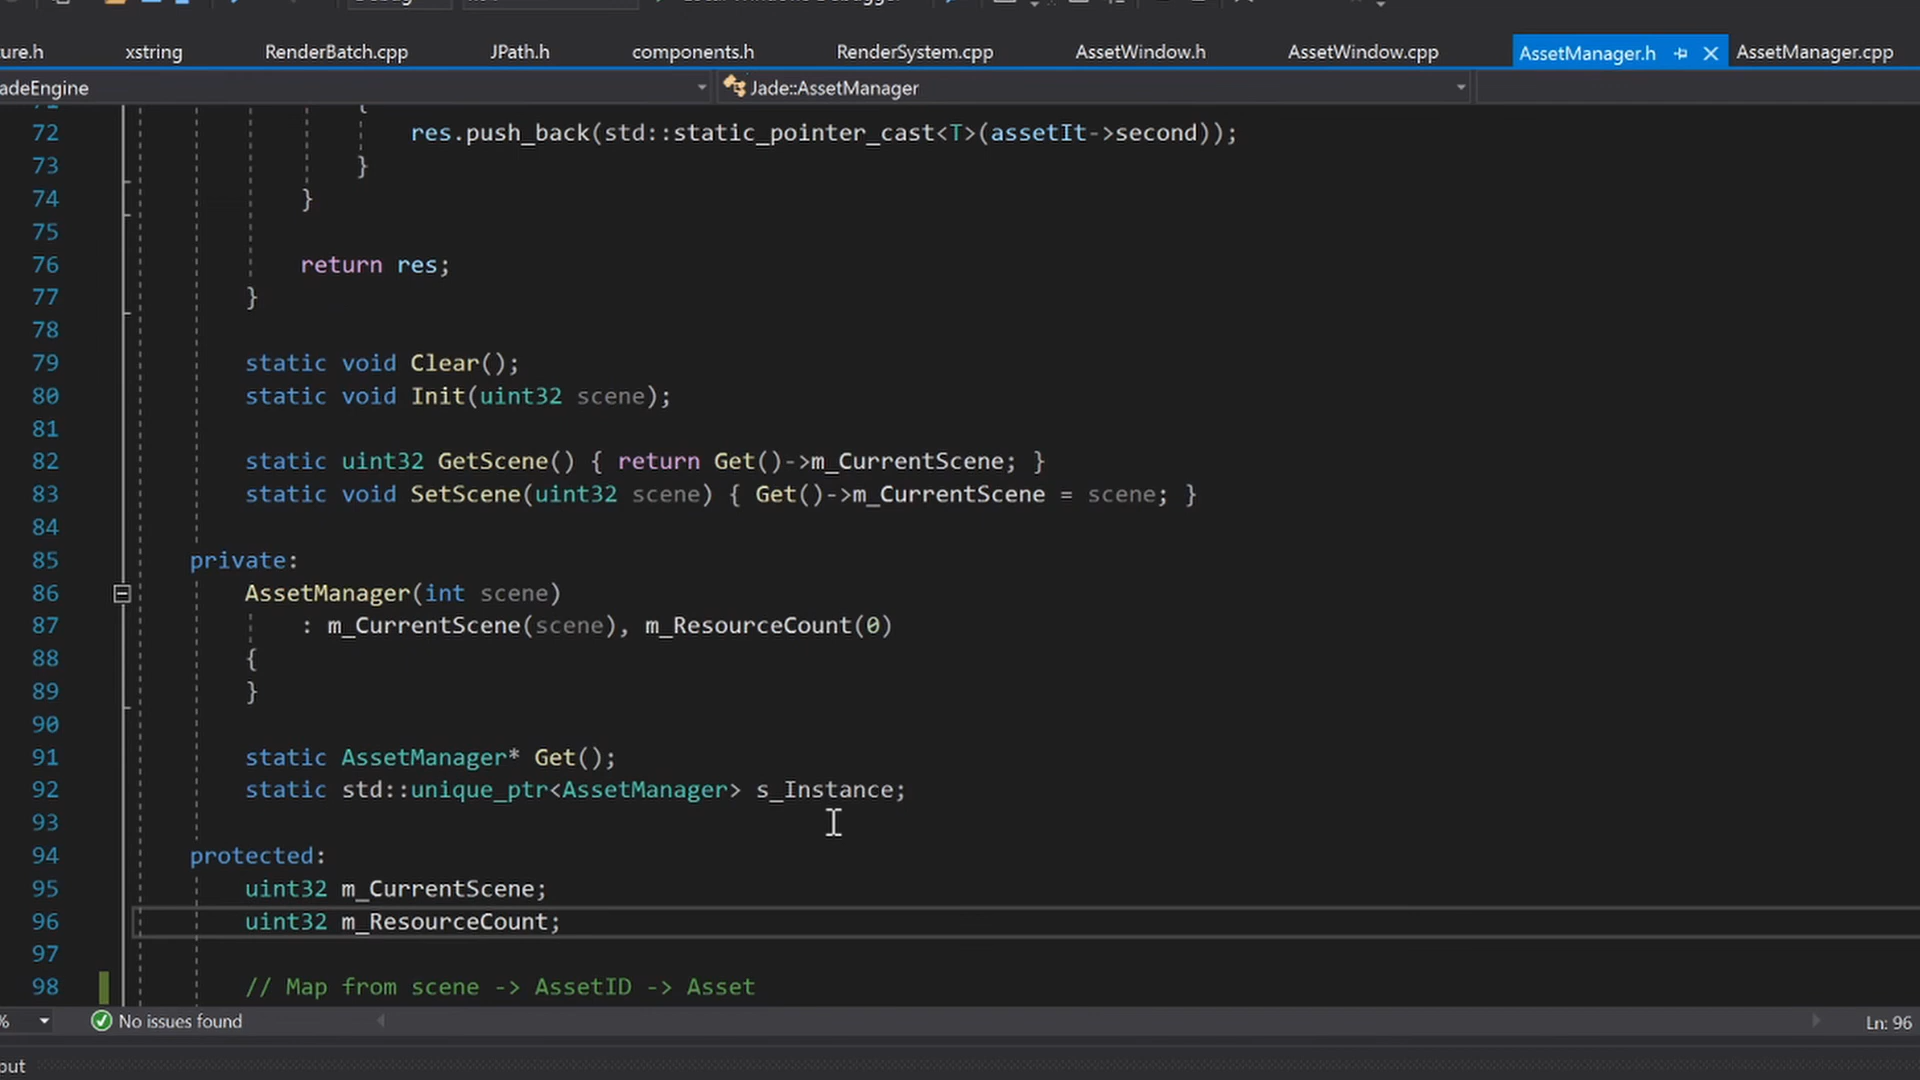 ure.h xstring RenderBatch.cpp JPath.h components.h RenderSystem.cpp AssetWindow.h AssetWindow.cpp AssetManager.h AssetManager.cpp
adeEngine Jade::AssetManager
{
72 res.push_back(std::static_pointer_cast<T>(assetIt->second));
73 }
74 }
75
76 return res;
77 }
78
79 static void Clear();
80 static void Init(uint32 scene);
81
82 static uint32 GetScene() { return Get()->m_CurrentScene; }
83 static void SetScene(uint32 scene) { Get()->m_CurrentScene = scene; }
84
85 private:
86 AssetManager(int scene)
87 : m_CurrentScene(scene), m_ResourceCount(0)
88 {
89 }
90
91 static AssetManager* Get();
92 static std::unique_ptr<AssetManager> s_Instance;
93
94 protected:
95 uint32 m_CurrentScene;
96 uint32 m_ResourceCount;
97
98 // Map from scene -> AssetID -> Asset
% No issues found Ln: 96
put